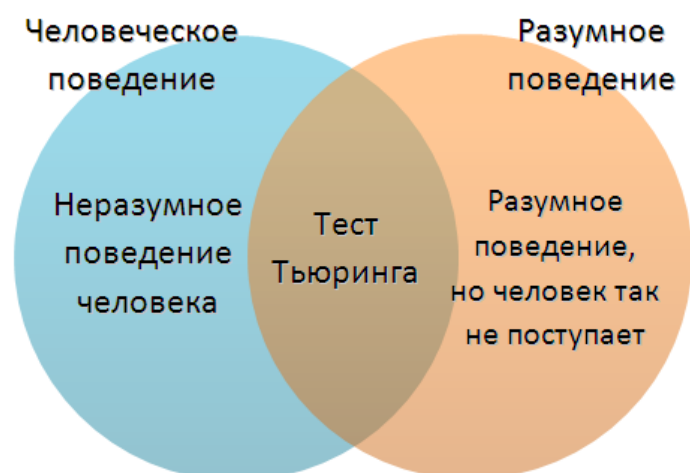 Человеческое
поведение
Разумное
поведение
Неразумное
поведение
человека
Тест
Тьюринга
Разумное
поведение,
но человек так
не поступает